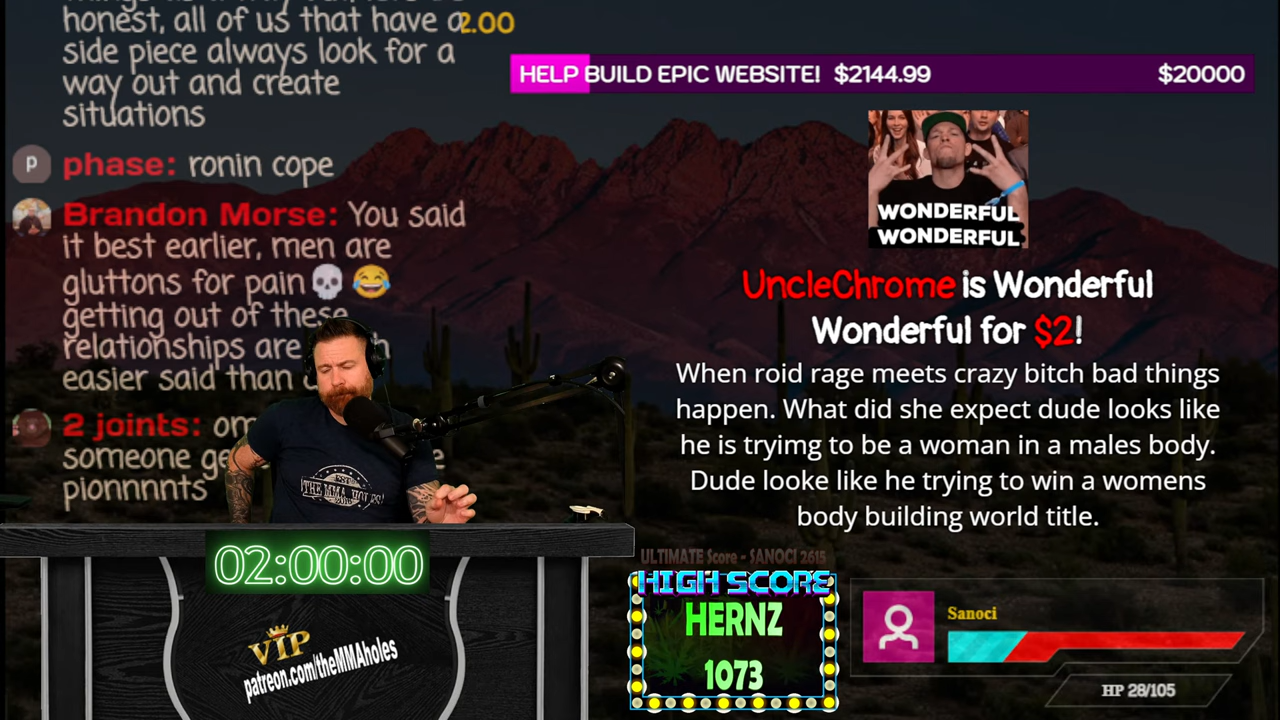 honest, all of us that have a
2.00
side piece always look for a
way out and create
situations
P phase: ronin cope
Brandon Morse: You said
it best earlier, men are
gluttons for pain💀😂
getting out of these
relationships are
easier said than
2 joints:
someone
pionnnnts
HELP BUILD EPIC WEBSITE! $2144.99 $20000
WONDERFUL
WONDERFUL
UncleChrome is Wonderful
Wonderful for $2!
When roid rage meets crazy bitch bad things
happen. What did she expect dude looks like
he is tryimg to be a woman in a males body.
Dude looke like he trying to win a womens
body building world title.
THE MMA HOLES
02:00:00
VIP
patreon.com/theMMAholes
ULTIMATE Score - SANOCI 2615
HIGH SCORE
HERNZ
1073
Sanoci
HP 28/105